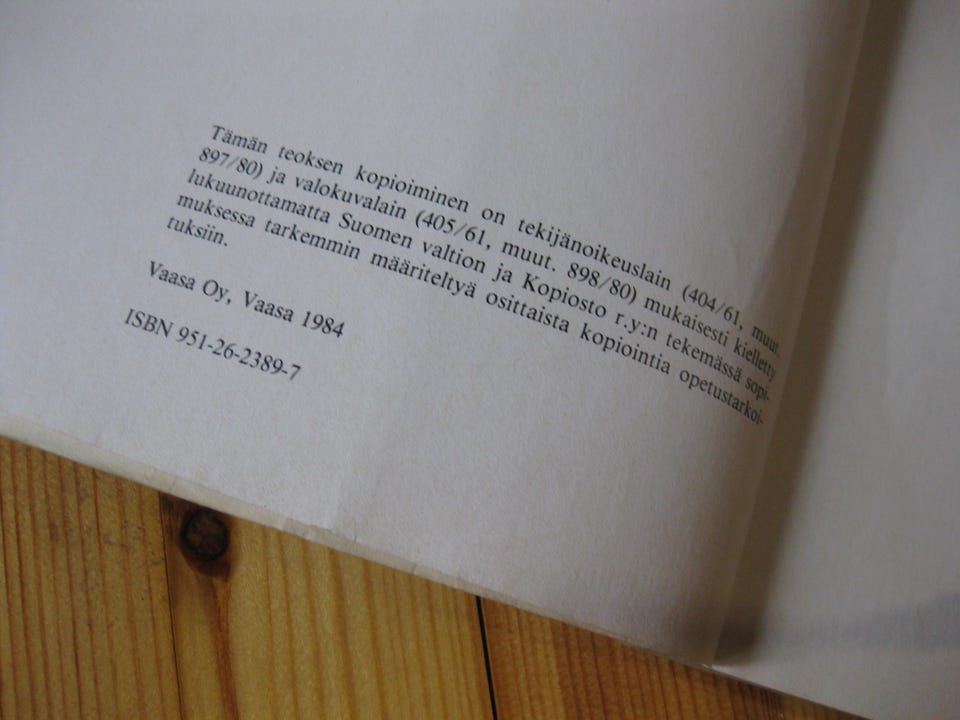 Tämän teoksen kopioiminen on tekijänoikeuslain (404/61, muut.
897/80) ja valokuvalain (405/61, muut. 898/80) mukaisesti kielletty
lukuunottamatta Suomen valtion ja Kopiosto r.y:n tekemässä sopi-
muksessa tarkemmin määriteltyä osittaista kopiointia opetustarkoi-
tuksiin.
Vaasa Oy, Vaasa 1984
ISBN 951-26-2389-7